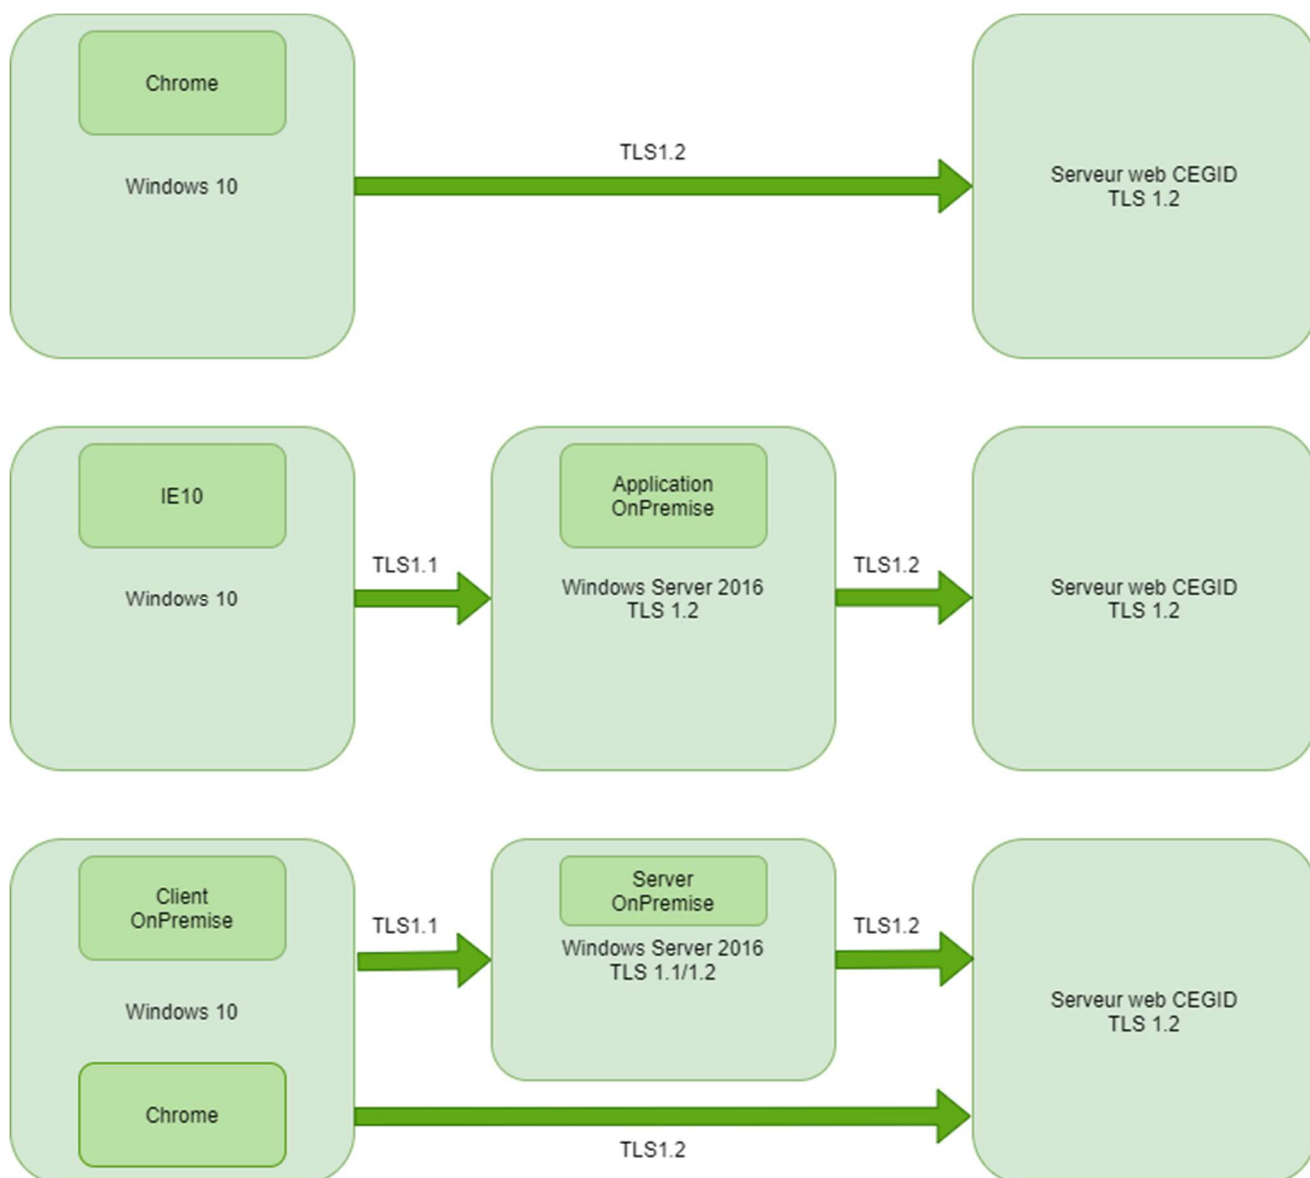 Chrome
Windows 10
TLS1.2
Serveur web CEGID
TLS 1.2
IE10
Windows 10
TLS1.1
Application
OnPremise
Windows Server 2016
TLS 1.2
TLS1.2
Serveur web CEGID
TLS 1.2
Client
OnPremise
Windows 10
Chrome
TLS1.1
Server
OnPremise
Windows Server 2016
TLS 1.1/1.2
TLS1.2
TLS1.2
Serveur web CEGID
TLS 1.2